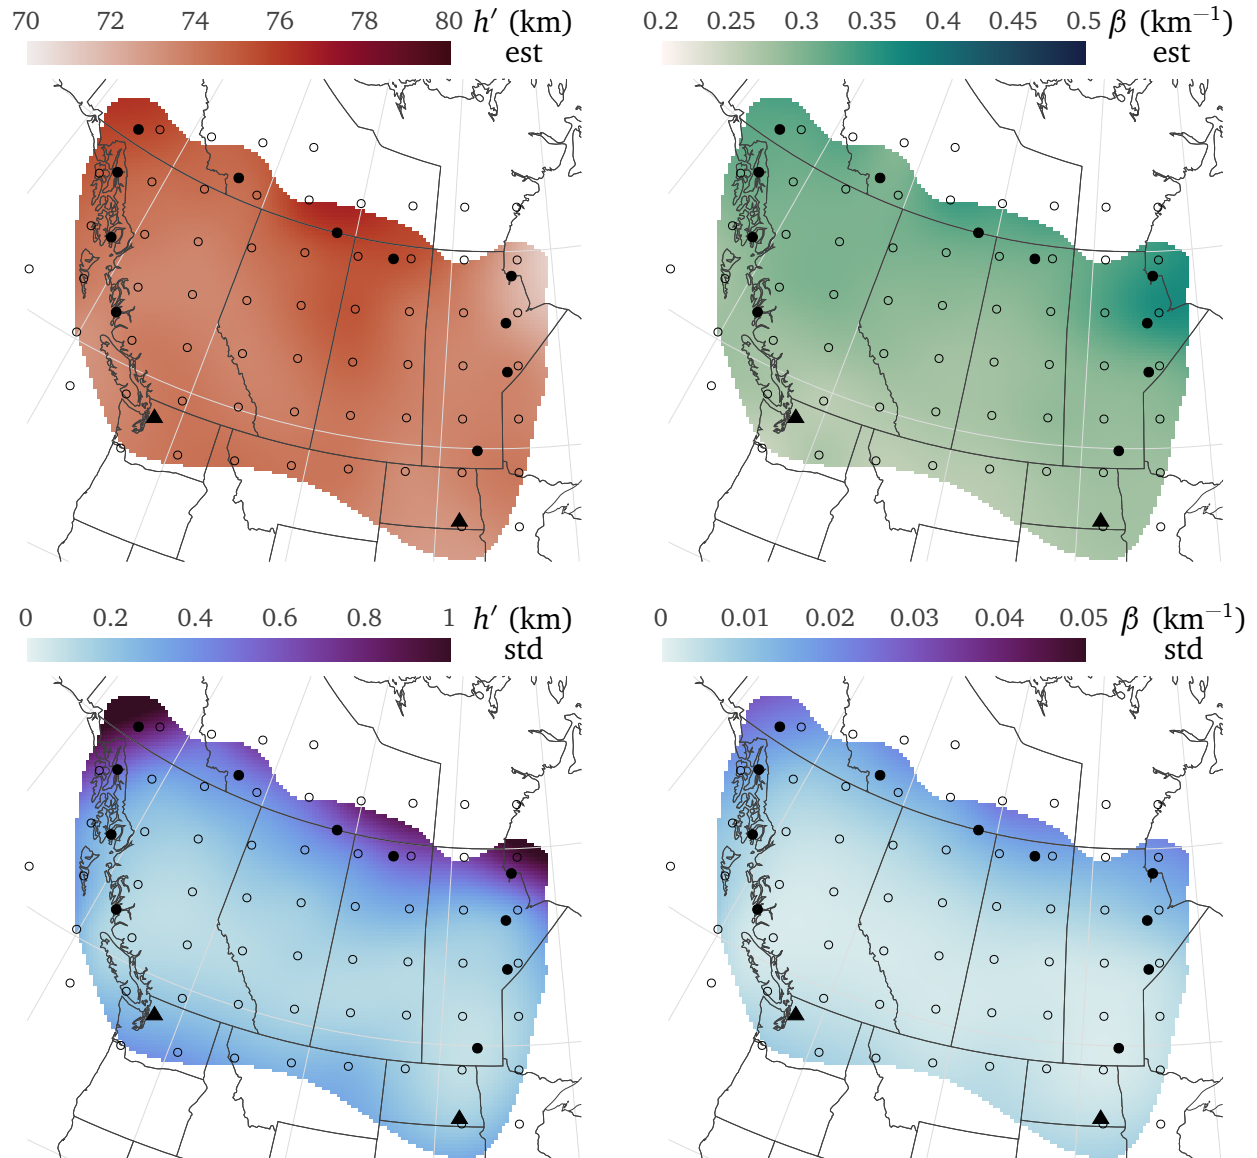 70 72 74 76 78 80 h′ (km)
est
0.2 0.25 0.3 0.35 0.4 0.45 0.5 β (km⁻¹)
est
0 0.2 0.4 0.6 0.8 1 h′ (km)
std
0 0.01 0.02 0.03 0.04 0.05 β (km⁻¹)
std